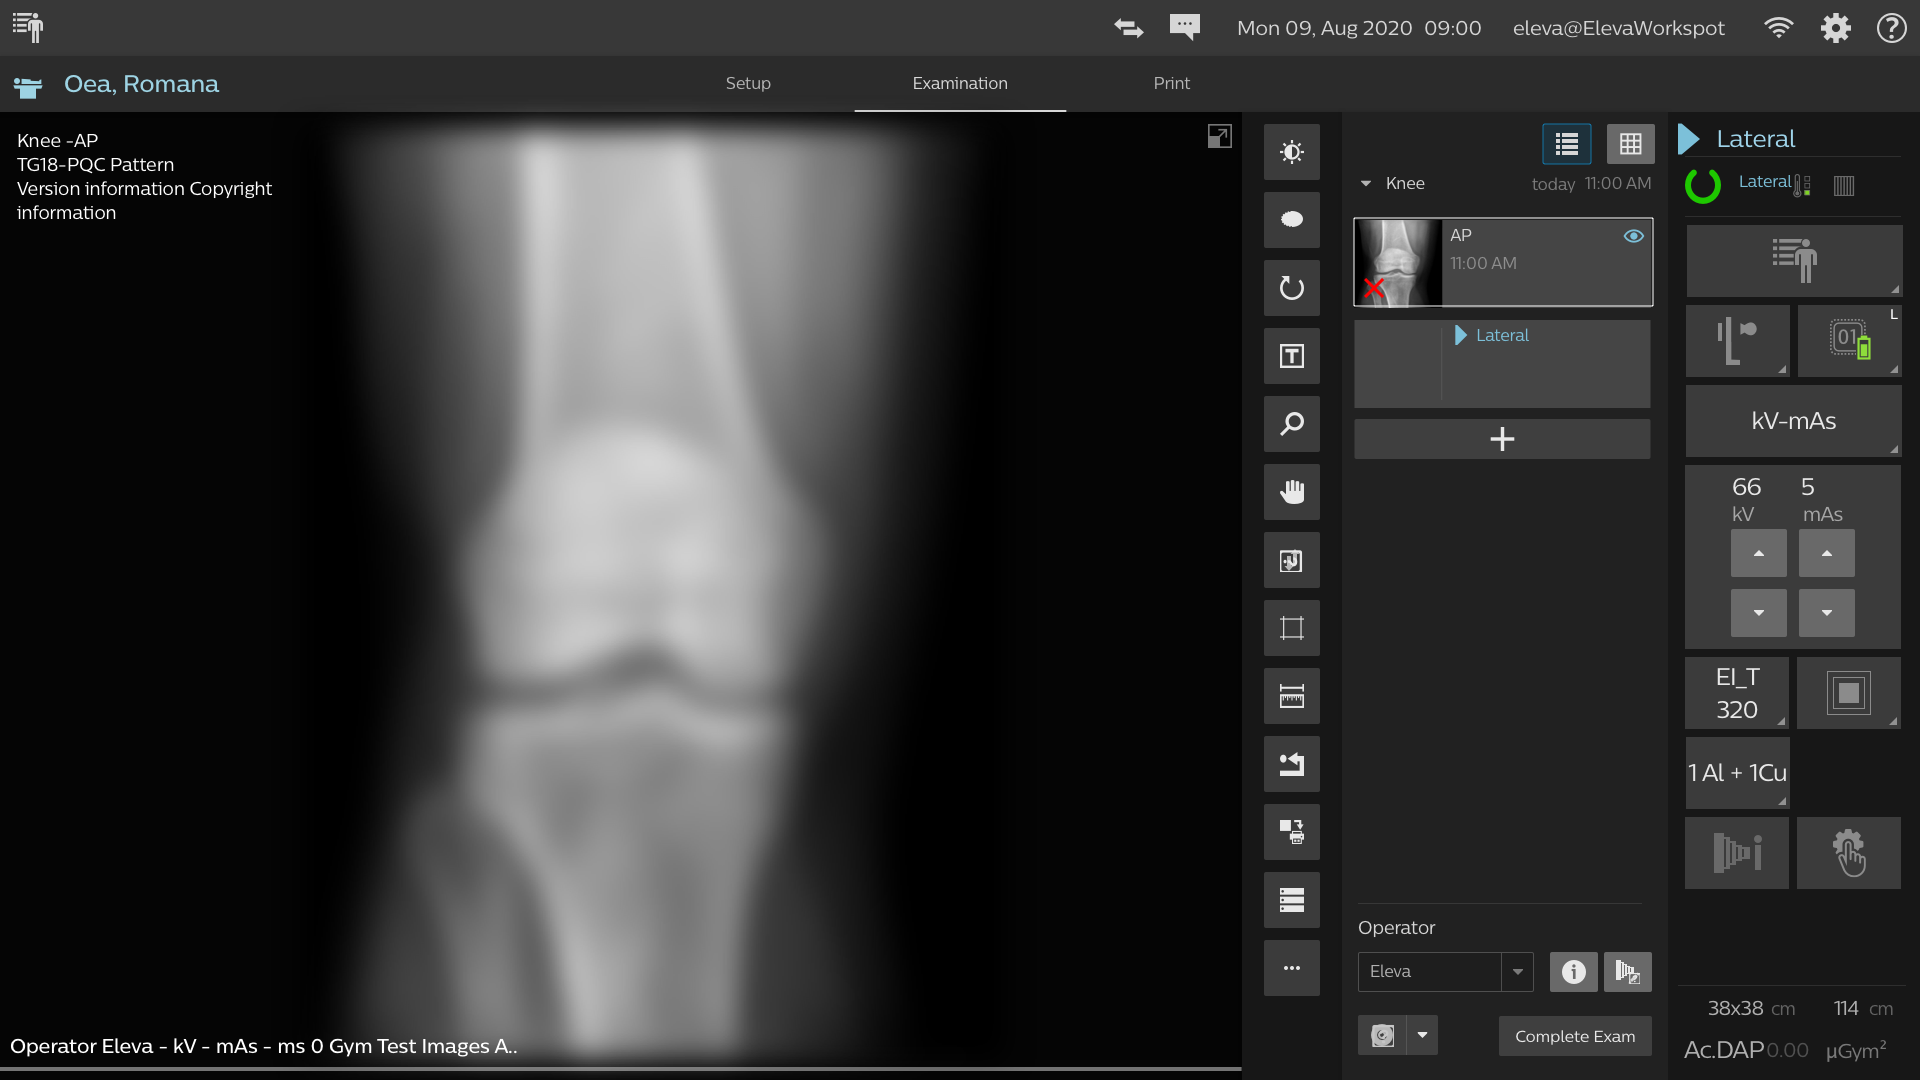 Mon 09, Aug 2020 09:00 eleva@ElevaWorkspot
Oea, Romana
Setup
Examination
Print
Knee -AP
TG18-PQC Pattern
Version information Copyright
information
Operator Eleva - kV - mAs - ms 0 Gym Test Images A..
T
Knee
today 11:00 AM
AP
11:00 AM
Lateral
+
Operator
Eleva
i
Complete Exam
Lateral
Lateral
L
01
kV-mAs
66 5
kV mAs
EI_T
320
1 Al + 1Cu
38x38 cm 114 cm
Ac.DAP 0.00 µGym²